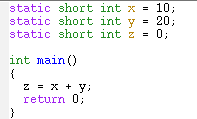 static short int x = 10;
static short int y = 20;
static short int z = 0;
int main()
{
z = x + y;
return 0;
}